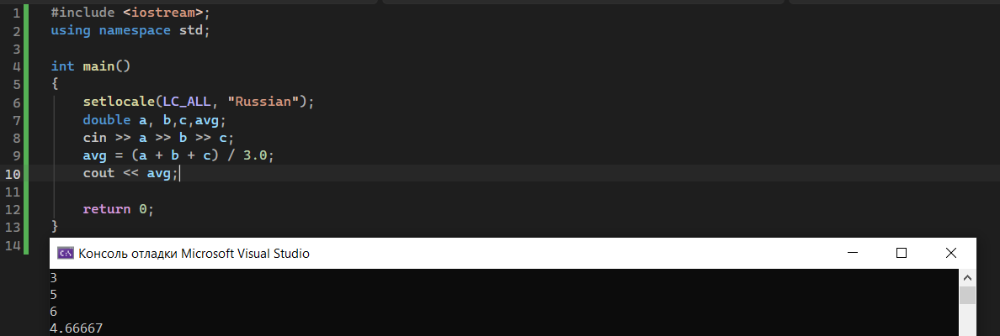 1 #include <iostream>;
2 using namespace std;
3
4 int main()
5 {
6 setlocale(LC_ALL, "Russian");
7 double a, b,c,avg;
8 cin >> a >> b >> c;
9 avg = (a + b + c) / 3.0;
10 cout << avg;
11
12 return 0;
13 }
14
C:\ Консоль отладки Microsoft Visual Studio
3
5
6
4.66667